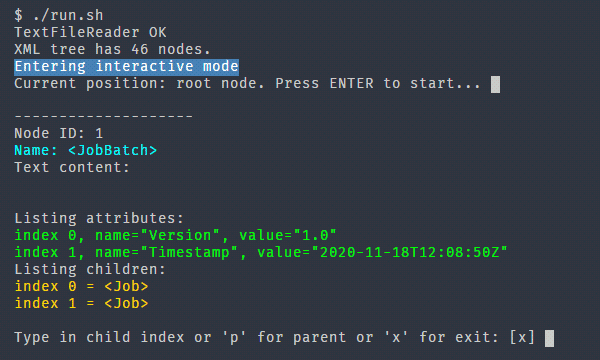 $ ./run.sh
TextFileReader OK
XML tree has 46 nodes.
Entering interactive mode
Current position: root node. Press ENTER to start...
--------------------
Node ID: 1
Name: <JobBatch>
Text content:
Listing attributes:
index 0, name="Version", value="1.0"
index 1, name="Timestamp", value="2020-11-18T12:08:50Z"
Listing children:
index 0 = <Job>
index 1 = <Job>
Type in child index or 'p' for parent or 'x' for exit: [x]